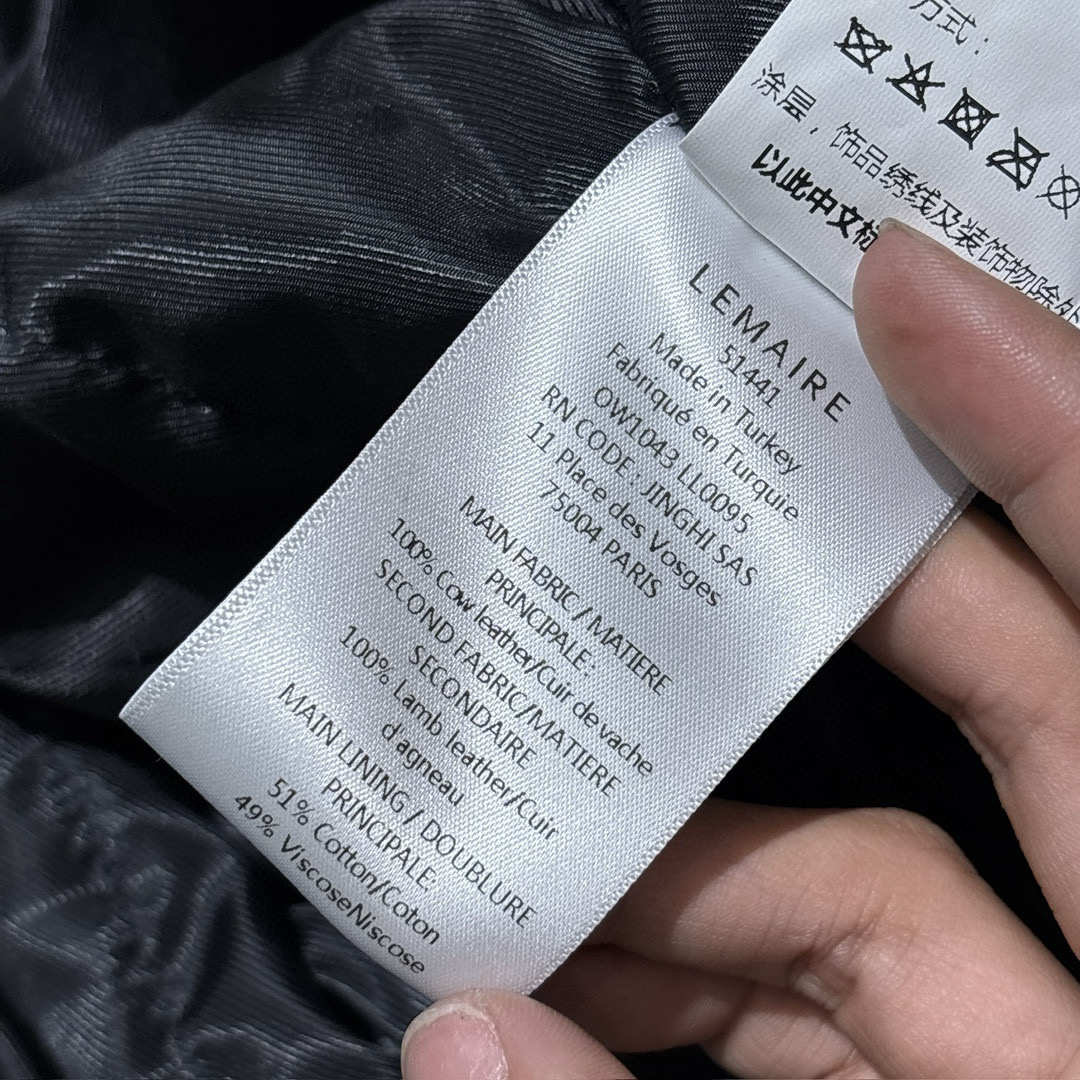 方式：
涂层，饰品绣线及装饰物除外
以此中文标
LEMAIRE
51441
Made in Turkey
Fabriqué en Turquie
OW1043 LL0095
RN CODE : JINGHI SAS
11 Place des Vosges
75004 PARIS
MAIN FABRIC / MATIERE
PRINCIPALE:
100% Cow leather/Cuir de vache
SECOND FABRIC/MATIERE
SECONDAIRE
100% Lamb leather/Cuir
d'agneau
MAIN LINING / DOUBLURE
PRINCIPALE:
51% Cotton/Coton
49% ViscoseNiscose